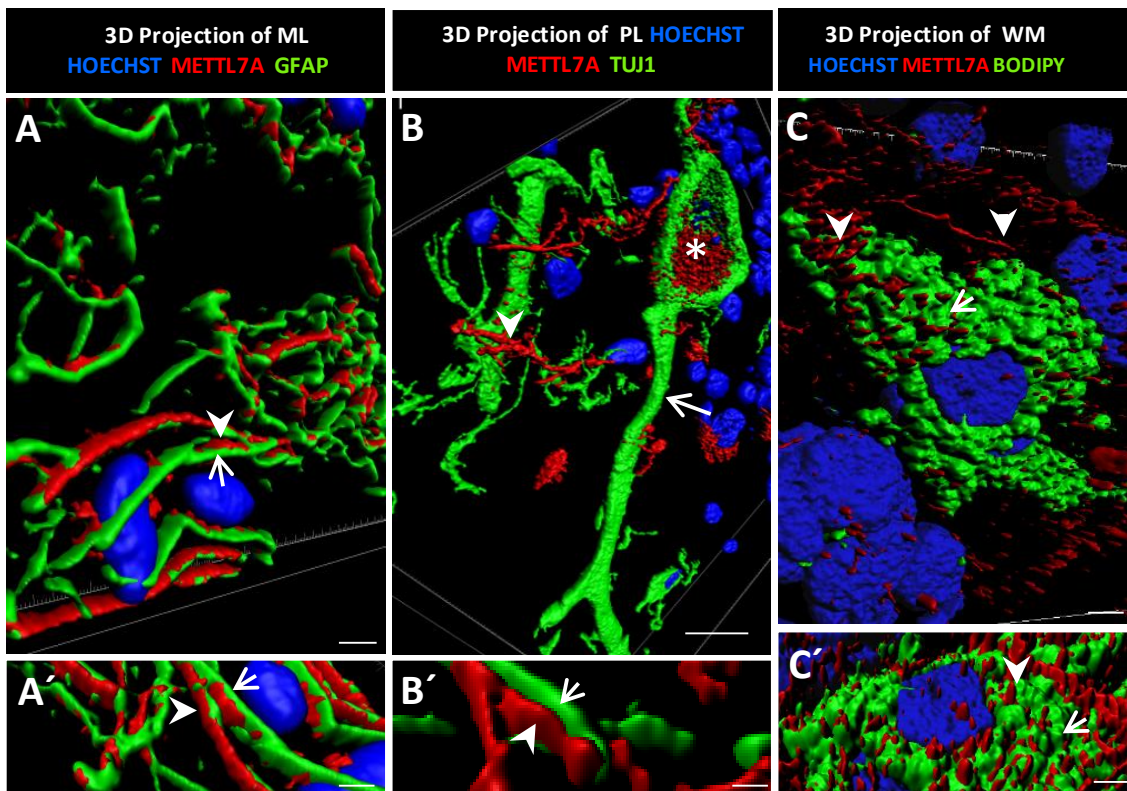 3D Projection of ML
HOECHST METTL7A GFAP
3D Projection of PL HOECHST
METTL7A TUJ1
3D Projection of WM
HOECHST METTL7A BODIPY
A
B
*
C
A´
B´
C´